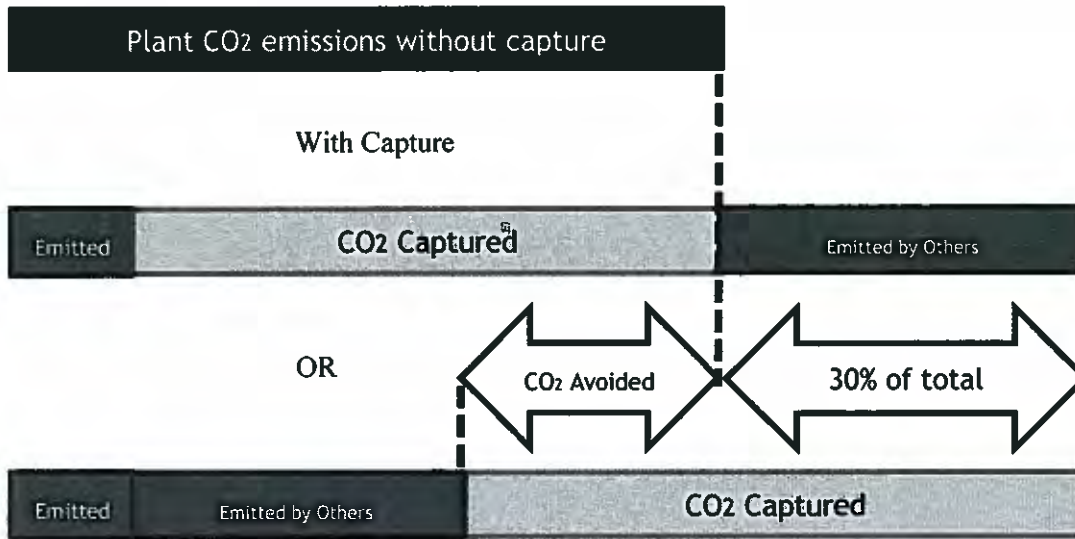 Plant CO2 emissions without capture
With Capture
Emitted
CO2 Captured
Emitted by Others
OR
CO2 Avoided
30% of total
Emitted
Emitted by Others
CO2 Captured